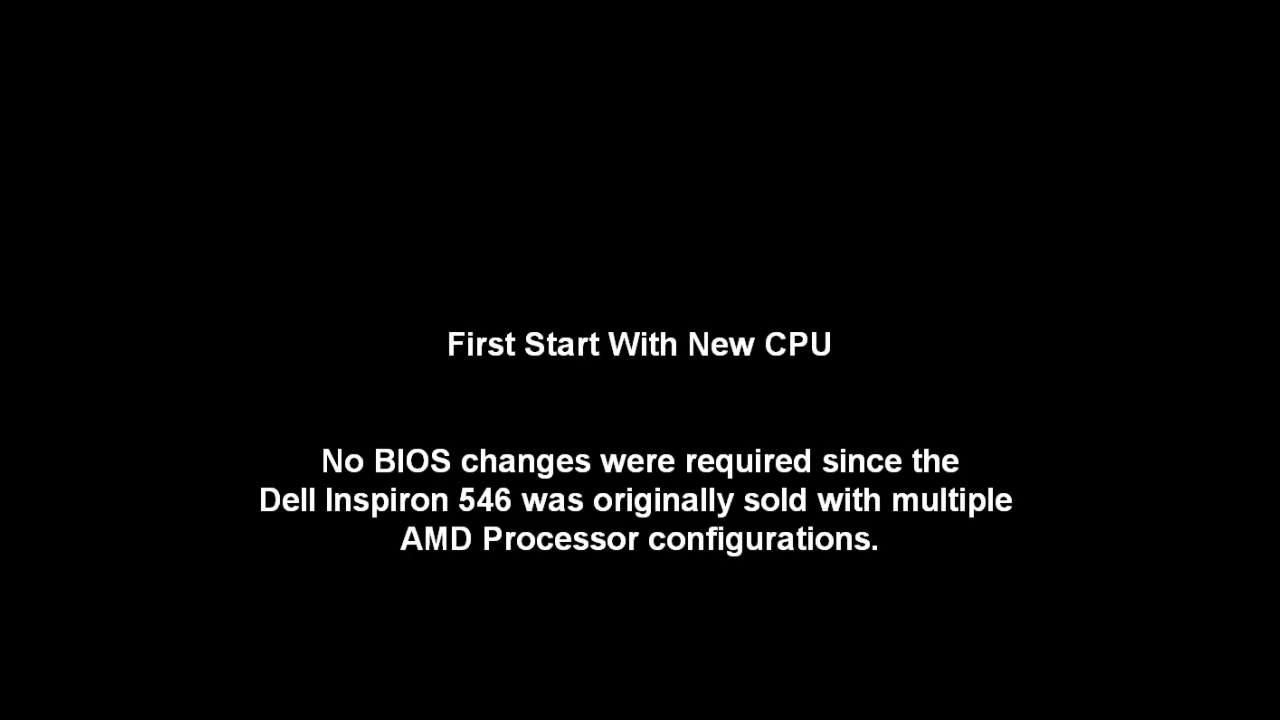 First Start With New CPU
No BIOS changes were required since the
Dell Inspiron 546 was originally sold with multiple
AMD Processor configurations.